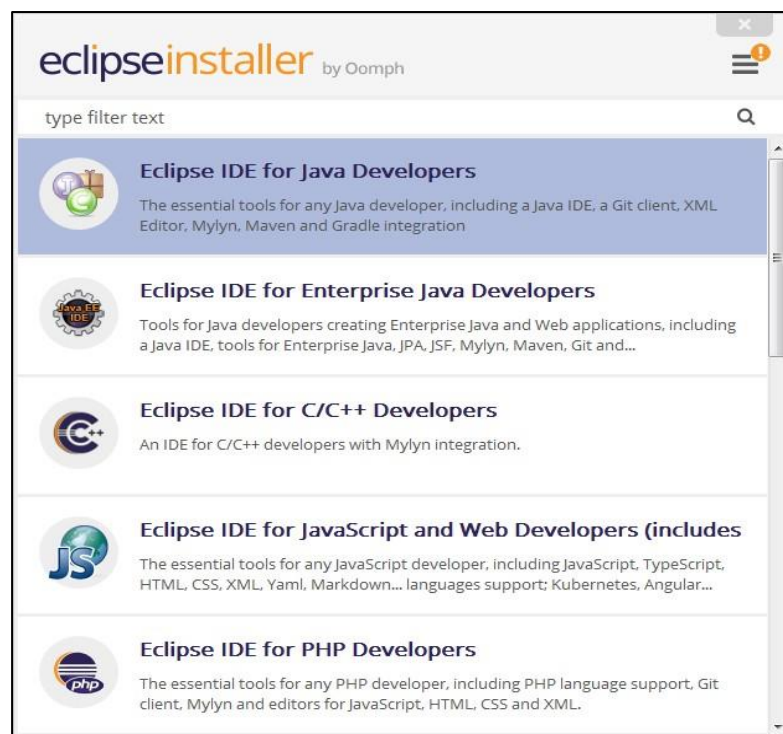 eclipseinstaller by Oomph
type filter text
Eclipse IDE for Java Developers
The essential tools for any Java developer, including a Java IDE, a Git client, XML
Editor, Mylyn, Maven and Gradle integration
Java EE
IDE
Eclipse IDE for Enterprise Java Developers
Tools for Java developers creating Enterprise Java and Web applications, including
a Java IDE, tools for Enterprise Java, JPA, JSF, Mylyn, Maven, Git and...
C++
Eclipse IDE for C/C++ Developers
An IDE for C/C++ developers with Mylyn integration.
JS
Eclipse IDE for JavaScript and Web Developers (includes
The essential tools for any JavaScript developer, including JavaScript, TypeScript,
HTML, CSS, XML, Yaml, Markdown... languages support; Kubernetes, Angular...
php
Eclipse IDE for PHP Developers
The essential tools for any PHP developer, including PHP language support, Git
client, Mylyn and editors for JavaScript, HTML, CSS and XML.